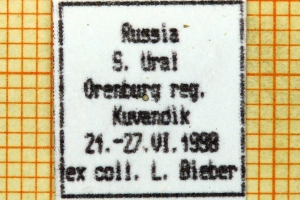 Russia
S. Ural
Orenburg reg.
Kuvandik
21.-27.VI.1998
ex coll. L. Bieber